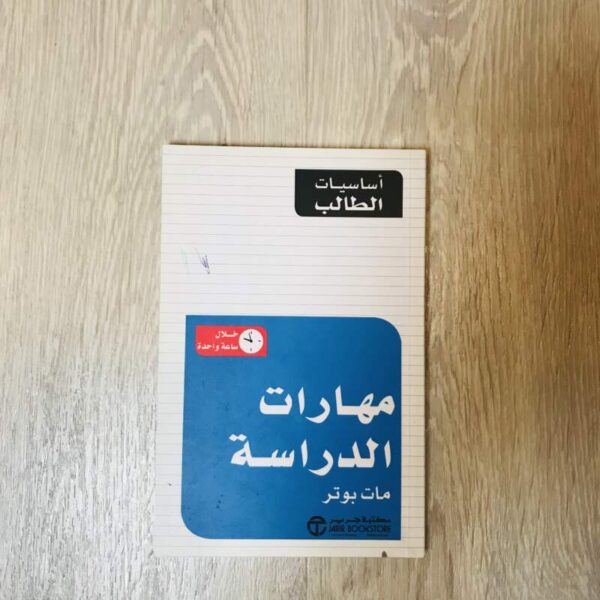 أساسيات
الطالب
خلال
ساعة واحدة
مهارات
الدراسة
مات بوتر
مكتبة جرير
JARIR BOOKSTORE